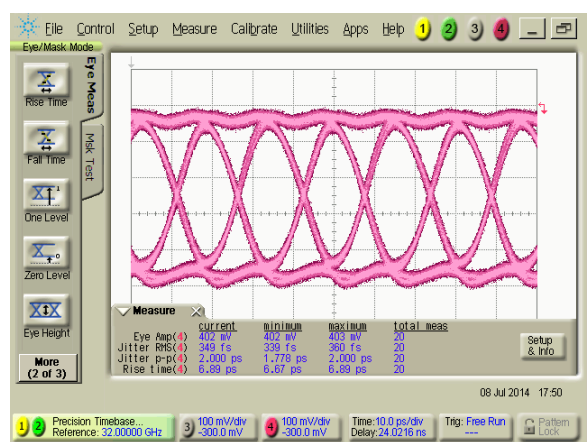 File Control Setup Measure Calibrate Utilities Apps Help 1 2 3 4
Eye/Mask Mode
Eye Meas
Msk Test
Rise Time
Fall Time
One Level
Zero Level
Eye Height
More
(2 of 3)
Measure
current minimum maximum total meas
Eye Amp(4) 402 mV 402 mV 403 mV 20
Jitter RMS(4) 349 fs 339 fs 360 fs 20
Jitter p-p(4) 2.000 ps 1.778 ps 2.000 ps 20
Rise time(4) 6.89 ps 6.67 ps 6.89 ps 20
Setup
& Info
08 Jul 2014 17:50
1 2 Precision Timebase...
Reference: 32.00000 GHz
3 100 mV/div
-300.0 mV
4 100 mV/div
-300.0 mV
Time:10.0 ps/div
Delay:24.0216 ns
Trig: Free Run
---
Pattern
Lock